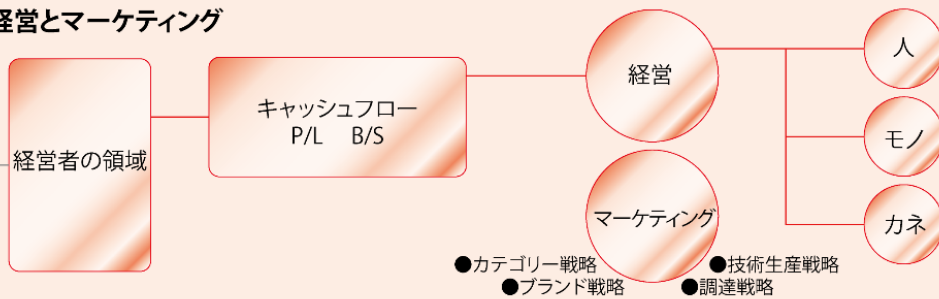 経営とマーケティング
経営者の領域
キャッシュフロー
P/L B/S
経営
マーケティング
●カテゴリー戦略
●ブランド戦略
●技術生産戦略
●調達戦略
人
モノ
カネ